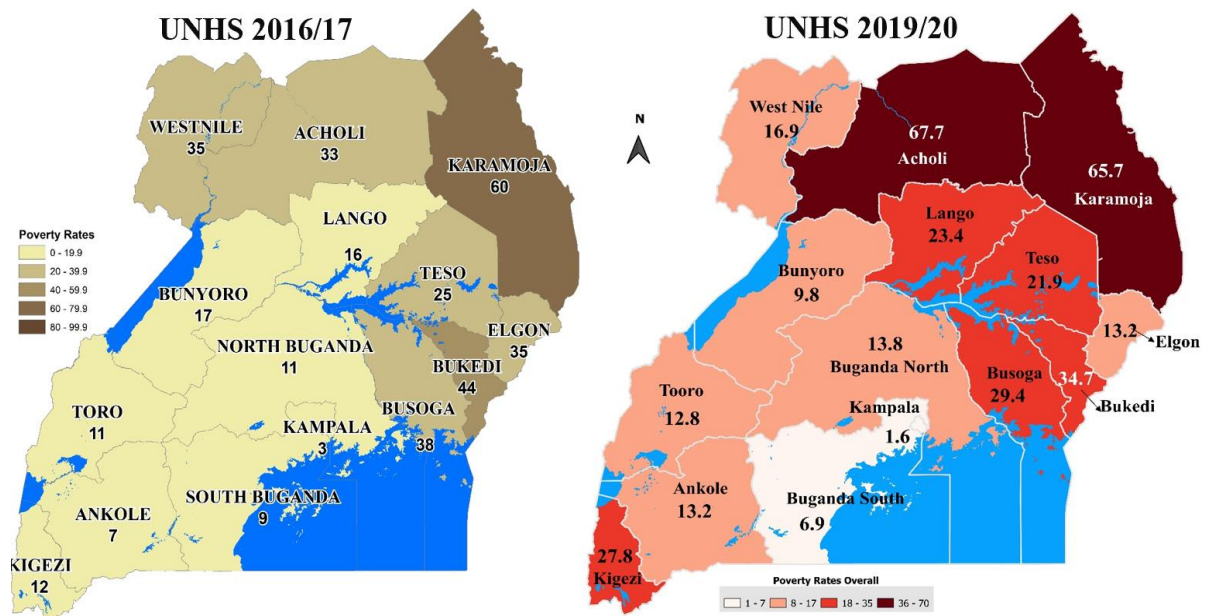 UNHS 2016/17
WESTNILE
35
ACHOLI
33
KARAMOJA
60
LANGO
16
Poverty Rates
0 - 19.9
20 - 39.9
40 - 59.9
60 - 79.9
80 - 99.9
TESO
25
BUNYORO
17
ELGON
35
NORTH BUGANDA
11
BUKEDI
44
TORO
11
BUSOGA
38
KAMPALA
3
SOUTH BUGANDA
9
ANKOLE
7
KIGEZI
12
UNHS 2019/20
N
West Nile
16.9
67.7
Acholi
65.7
Karamoja
Lango
23.4
Teso
21.9
Bunyoro
9.8
13.2
Elgon
13.8
Buganda North
Busoga
29.4
34.7
Bukedi
Tooro
12.8
Kampala
1.6
Ankole
13.2
Buganda South
6.9
27.8
Kigezi
Poverty Rates Overall
1 - 7
8 - 17
18 - 35
36 - 70